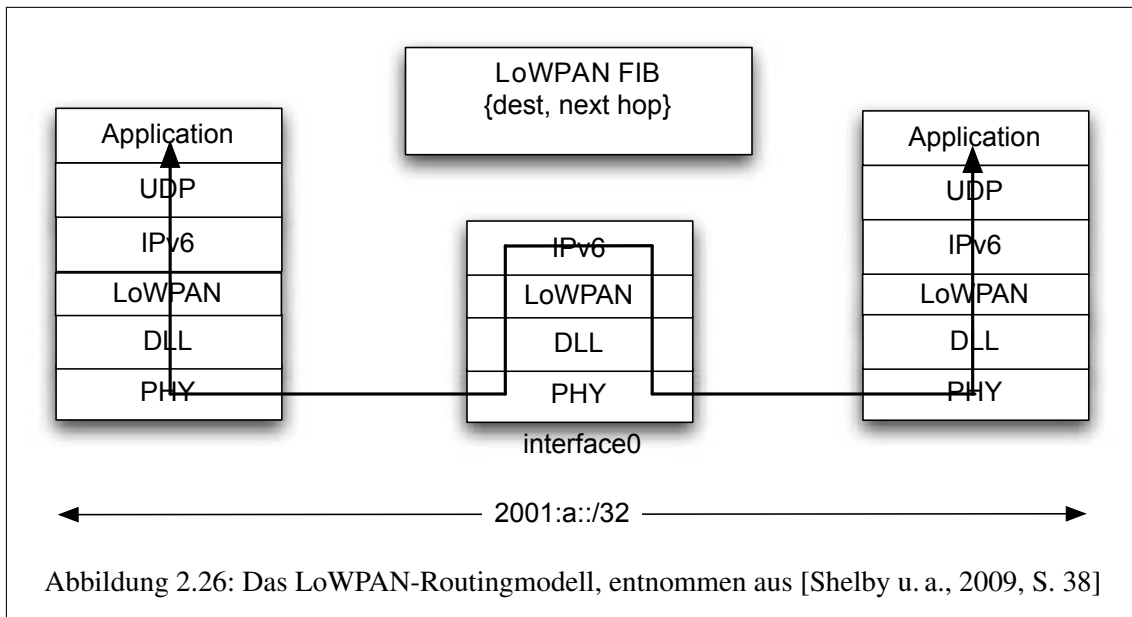 LoWPAN FIB
{dest, next hop}
Application
UDP
IPv6
LoWPAN
DLL
PHY
IPv6
LoWPAN
DLL
PHY
interface0
Application
UDP
IPv6
LoWPAN
DLL
PHY
2001:a::/32
Abbildung 2.26: Das LoWPAN-Routingmodell, entnommen aus [Shelby u. a., 2009, S. 38]